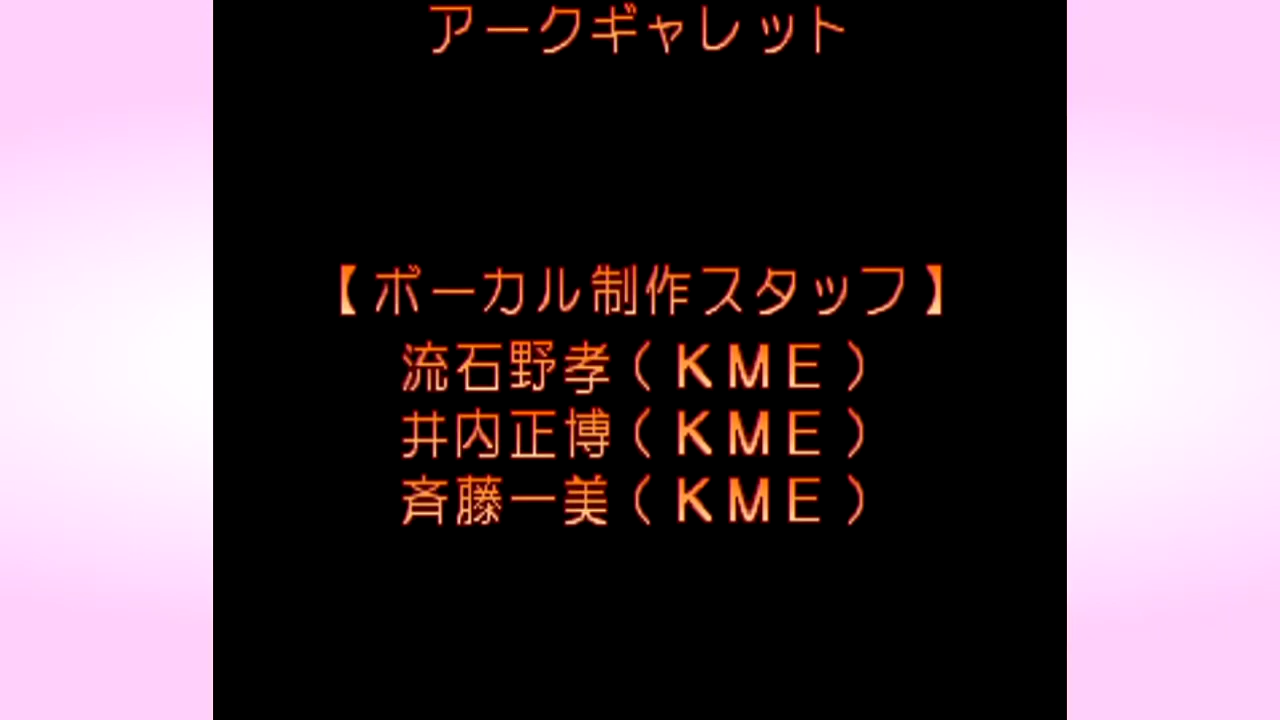 アークギャレット
【ボーカル制作スタッフ】
流石野孝（ＫＭＥ）
井内正博（ＫＭＥ）
斉藤一美（ＫＭＥ）